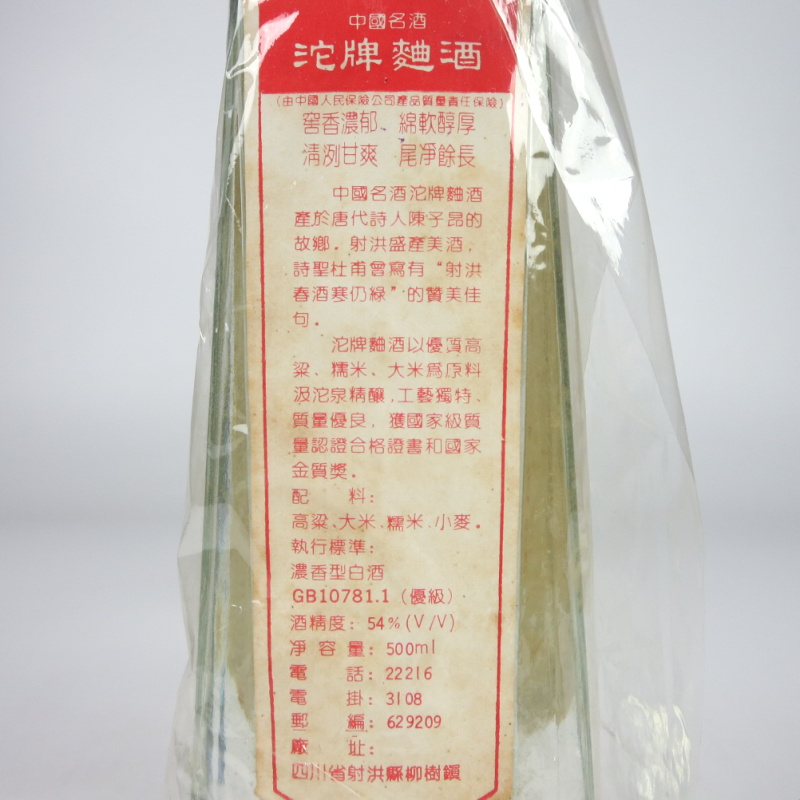 中國名酒
沱牌麯酒
(由中國人民保險公司產品質量責任保險)
窖香濃郁、綿軟醇厚
清洌甘爽 尾凈餘長
中國名酒沱牌麯酒
產於唐代詩人陳子昂的
故鄉。射洪盛產美酒,
詩聖杜甫曾寫有“射洪
春酒寒仍綠”的贊美佳
句。
沱牌麯酒以優質高
粱、糯米、大米為原料
汲沱泉精釀,工藝獨特、
質量優良,獲國家級質
量認證合格證書和國家
金質獎。
配 料:
高粱、大米、糯米、小麥。
執行標準:
濃香型白酒
GB10781.1(優級)
酒精度:54%(V/V)
凈容量:500ml
電 話:22216
電 掛:3108
郵 編:629209
廠 址:
四川省射洪縣柳樹鎮